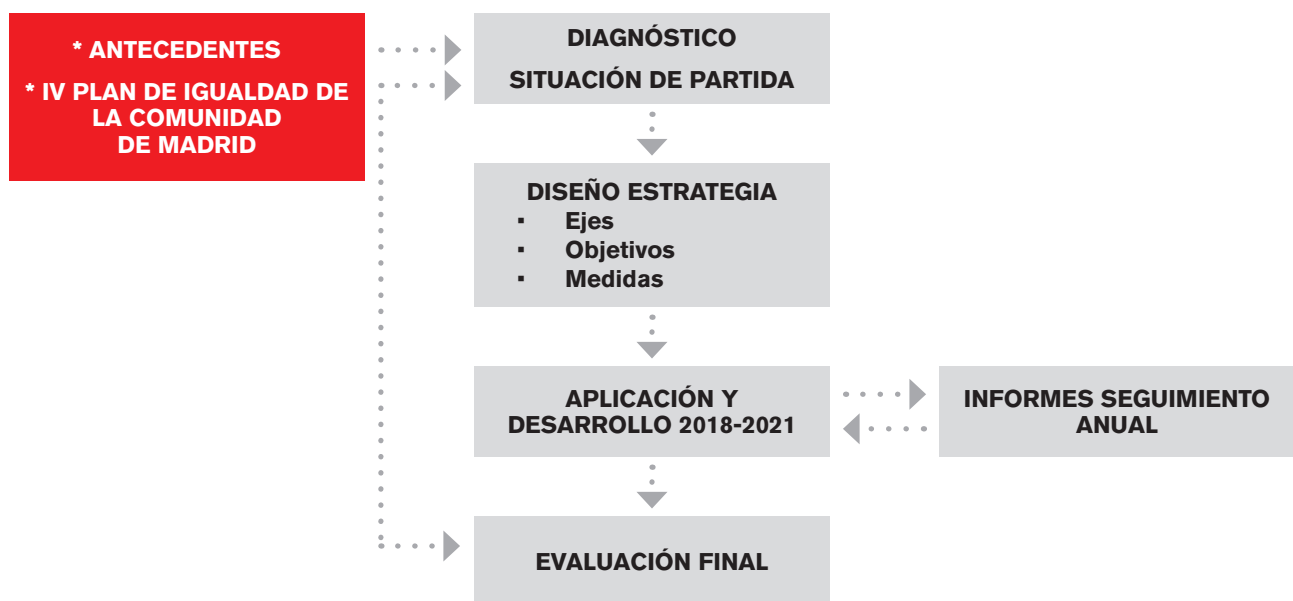 * ANTECEDENTES
* IV PLAN DE IGUALDAD DE
LA COMUNIDAD
DE MADRID
DIAGNÓSTICO
SITUACIÓN DE PARTIDA
DISEÑO ESTRATEGIA
▪ Ejes
▪ Objetivos
▪ Medidas
APLICACIÓN Y
DESARROLLO 2018-2021
INFORMES SEGUIMIENTO
ANUAL
EVALUACIÓN FINAL